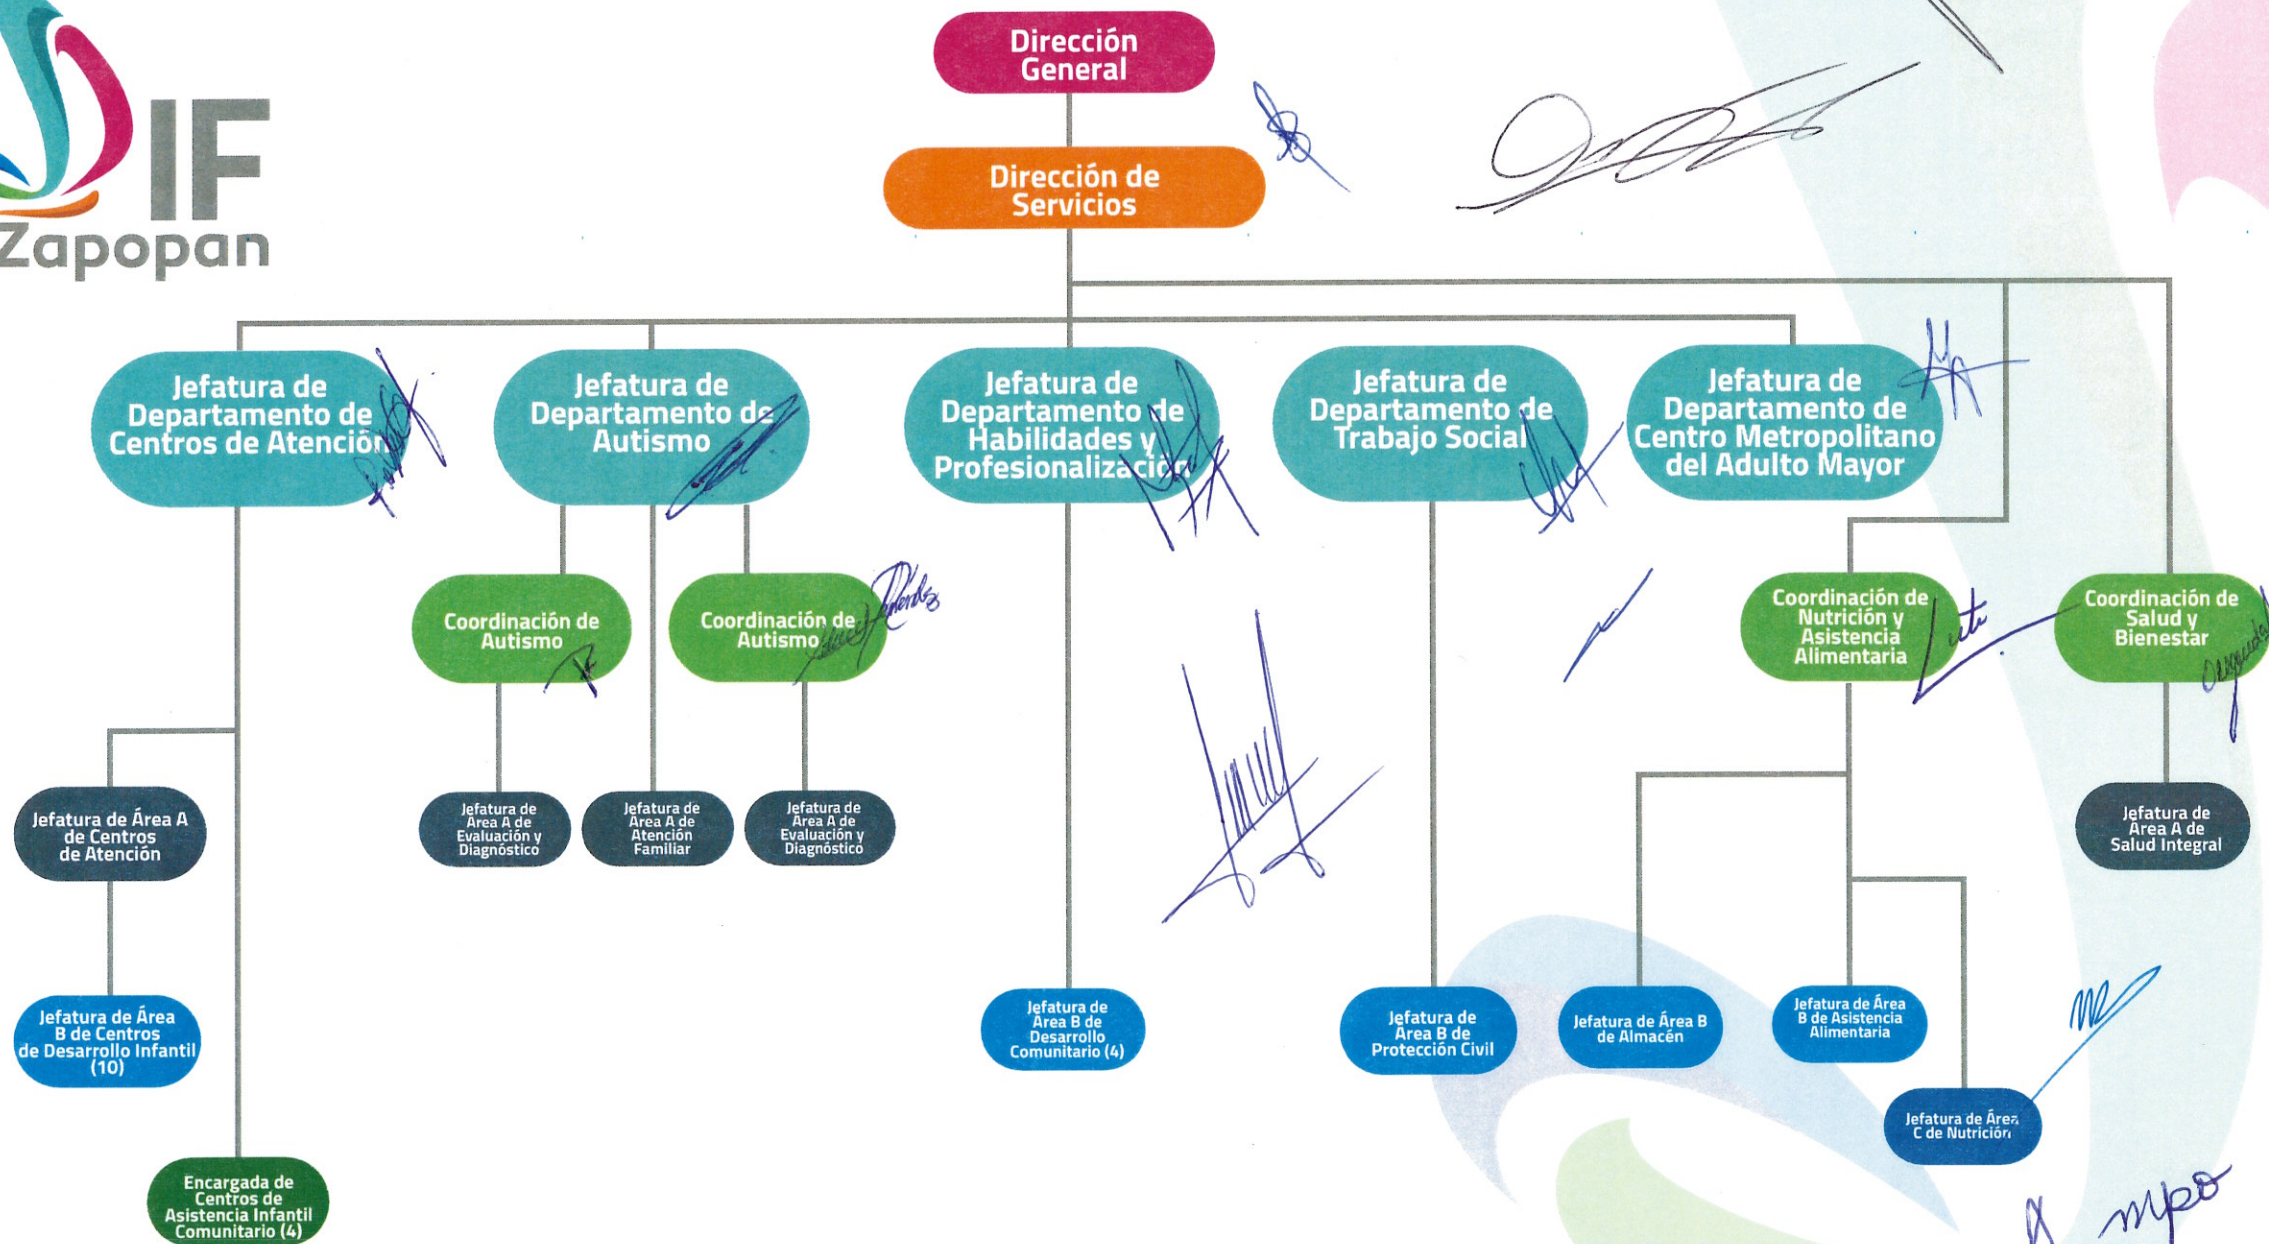 DIF
Zapopan
Dirección
General
Dirección de
Servicios
Jefatura de
Departamento de
Centros de Atención
Jefatura de
Departamento de
Autismo
Jefatura de
Departamento de
Habilidades y
Profesionalización
Jefatura de
Departamento de
Trabajo Social
Jefatura de
Departamento de
Centro Metropolitano
del Adulto Mayor
Coordinación de
Autismo
Coordinación de
Autismo
Coordinación de
Nutrición y
Asistencia
Alimentaria
Coordinación de
Salud y
Bienestar
Jefatura de Área A
de Centros
de Atención
Jefatura de
Área A de
Evaluación y
Diagnóstico
Jefatura de
Área A de
Atención
Familiar
Jefatura de
Área A de
Evaluación y
Diagnóstico
Jefatura de
Área A de
Salud Integral
Jefatura de Área
B de Centros
de Desarrollo Infantil
(10)
Jefatura de
Área B de
Desarrollo
Comunitario (4)
Jefatura de
Área B de
Protección Civil
Jefatura de Área B
de Almacén
Jefatura de Área
B de Asistencia
Alimentaria
Jefatura de Área
C de Nutrición
Encargada de
Centros de
Asistencia Infantil
Comunitario (4)